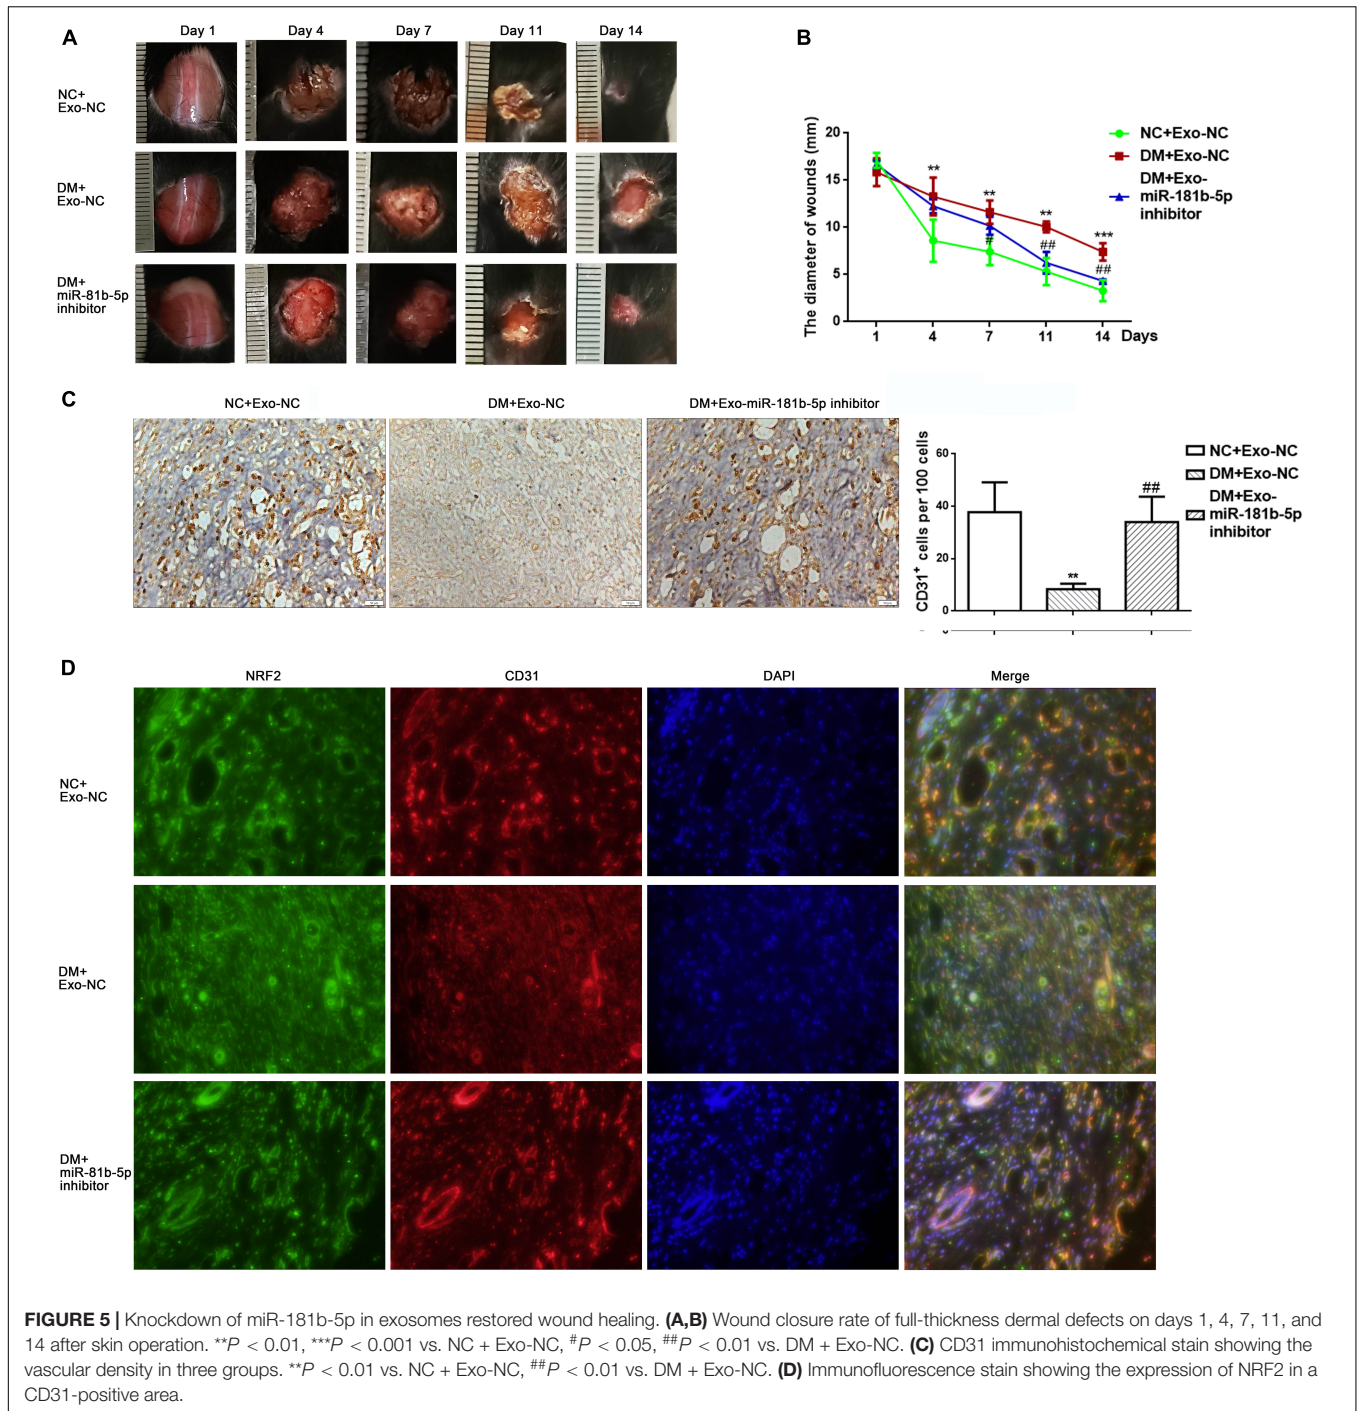 A
Day 1
Day 4
Day 7
Day 11
Day 14
NC+
Exo-NC
DM+
Exo-NC
DM+
miR-81b-5p
inhibitor
B
The diameter of wounds (mm)
20
15
10
5
0
1
4
7
11
14
Days
**
**
#
**
##
***
##
NC+Exo-NC
DM+Exo-NC
DM+Exo-
miR-181b-5p
inhibitor
C
NC+Exo-NC
DM+Exo-NC
DM+Exo-miR-181b-5p inhibitor
CD31+ cells per 100 cells
60
40
20
0
**
##
NC+Exo-NC
DM+Exo-NC
DM+Exo-
miR-181b-5p
inhibitor
D
NRF2
CD31
DAPI
Merge
NC+
Exo-NC
DM+
Exo-NC
DM+
miR-81b-5p
inhibitor
FIGURE 5 | Knockdown of miR-181b-5p in exosomes restored wound healing. (A,B) Wound closure rate of full-thickness dermal defects on days 1, 4, 7, 11, and
14 after skin operation. **P < 0.01, ***P < 0.001 vs. NC + Exo-NC, #P < 0.05, ##P < 0.01 vs. DM + Exo-NC. (C) CD31 immunohistochemical stain showing the
vascular density in three groups. **P < 0.01 vs. NC + Exo-NC, ##P < 0.01 vs. DM + Exo-NC. (D) Immunofluorescence stain showing the expression of NRF2 in a
CD31-positive area.